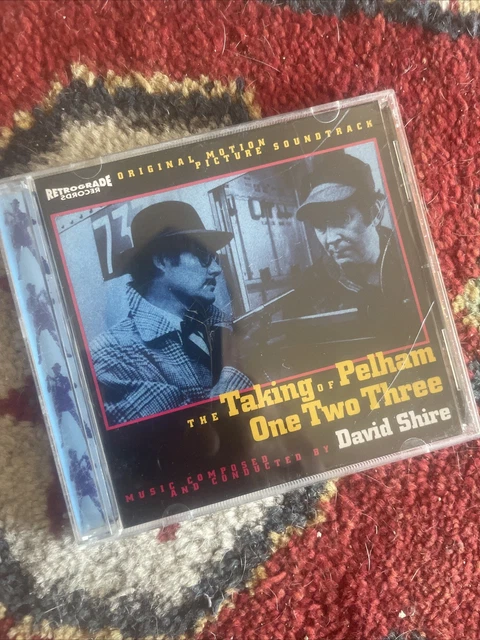 RETROGRADE
RECORDS
ORIGINAL MOTION
PICTURE SOUNDTRACK
THE Taking OF Pelham
One Two Three
MUSIC COMPOSED
AND CONDUCTED BY David Shire